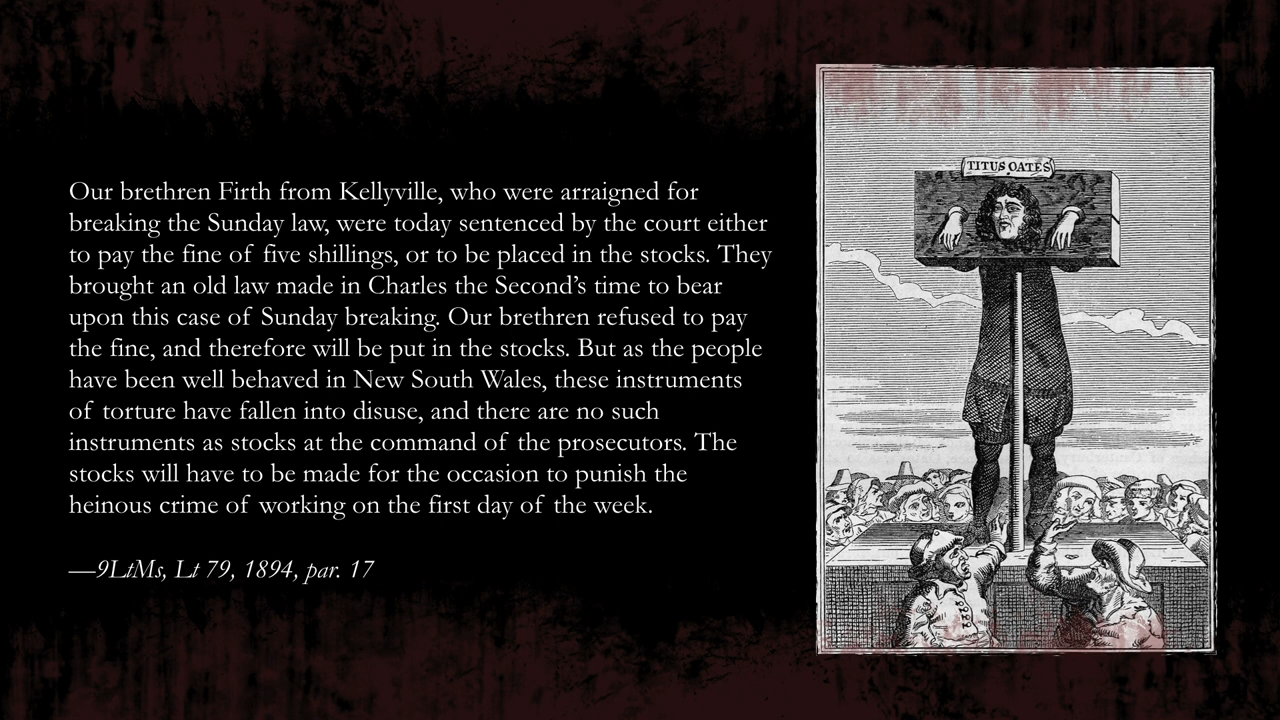 Our brethren Firth from Kellyville, who were arraigned for
breaking the Sunday law, were today sentenced by the court either
to pay the fine of five shillings, or to be placed in the stocks. They
brought an old law made in Charles the Second’s time to bear
upon this case of Sunday breaking. Our brethren refused to pay
the fine, and therefore will be put in the stocks. But as the people
have been well behaved in New South Wales, these instruments
of torture have fallen into disuse, and there are no such
instruments as stocks at the command of the prosecutors. The
stocks will have to be made for the occasion to punish the
heinous crime of working on the first day of the week.
—9LtMs, Lt 79, 1894, par. 17
TITUS OATES